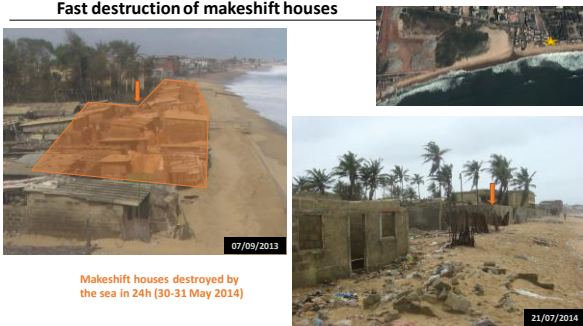 Fast destruction of makeshift houses
07/09/2013
Makeshift houses destroyed by
the sea in 24h (30-31 May 2014)
21/07/2014